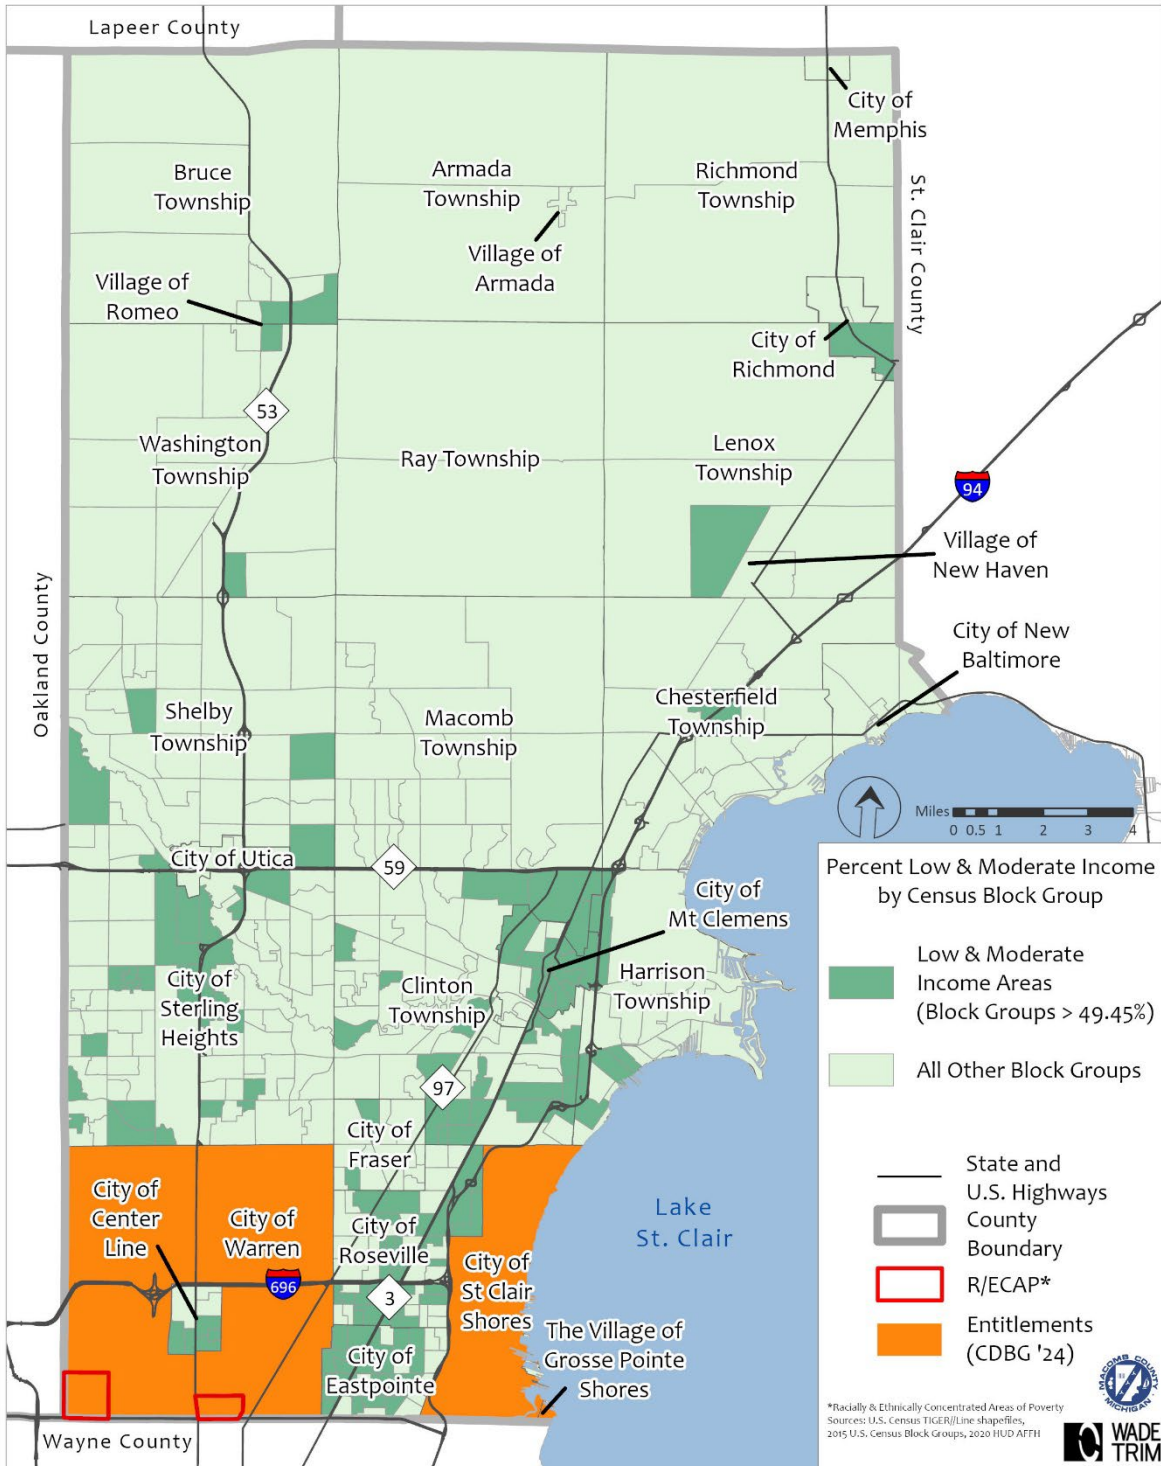 Lapeer County
City of
Memphis
Bruce
Township
Armada
Township
Richmond
Township
St. Clair County
Village of
Armada
Village of
Romeo
City of
Richmond
53
Washington
Township
Ray Township
Lenox
Township
94
Village of
New Haven
Oakland County
City of New
Baltimore
Shelby
Township
Macomb
Township
Chesterfield
Township
Miles
0 0.5 1 2 3 4
City of Utica
59
City of
Mt Clemens
City of
Sterling
Heights
Clinton
Township
Harrison
Township
97
City of
Fraser
City of
Center
Line
City of
Warren
City of
Roseville
Lake
St. Clair
696
3
City of
St Clair
Shores
City of
Eastpointe
The Village of
Grosse Pointe
Shores
Wayne County
Percent Low & Moderate Income
by Census Block Group
Low & Moderate
Income Areas
(Block Groups > 49.45%)
All Other Block Groups
State and
U.S. Highways
County
Boundary
R/ECAP*
Entitlements
(CDBG '24)
*Racially & Ethnically Concentrated Areas of Poverty
Sources: U.S. Census TIGER//Line shapefiles,
2015 U.S. Census Block Groups, 2020 HUD AFFH
MACOMB COUNTY
MICHIGAN
WADE
TRIM